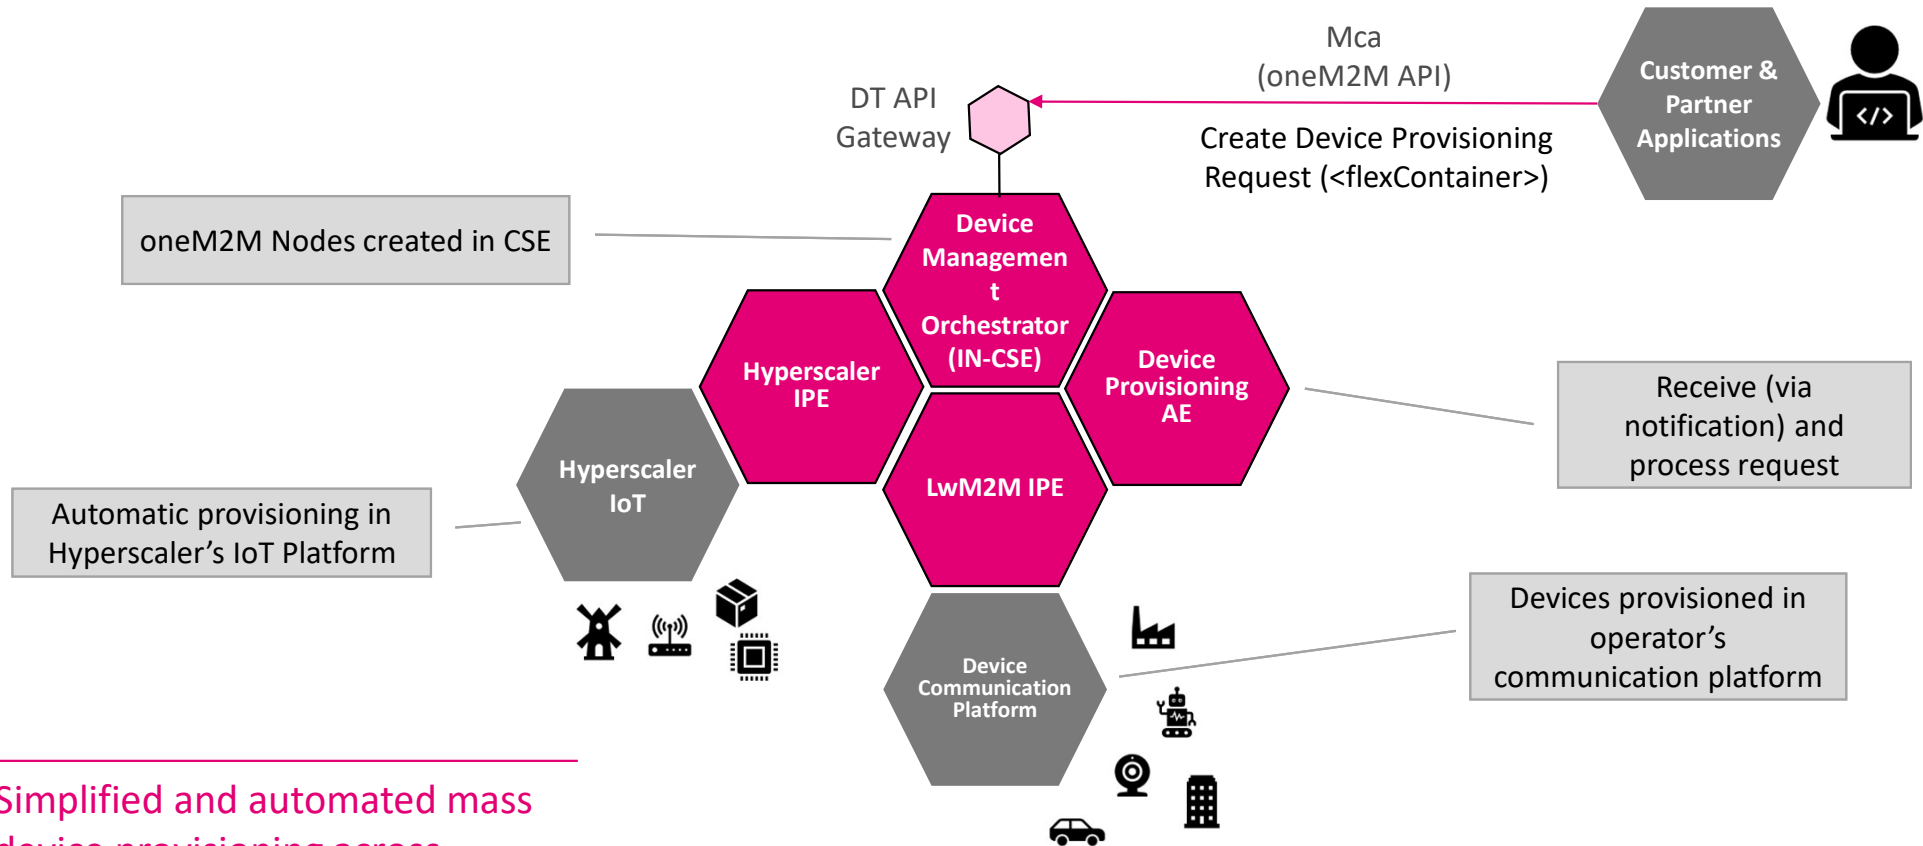 Mca
(oneM2M API)
Customer &
Partner
Applications
</>
DT API
Gateway
Create Device Provisioning
Request (<flexContainer>)
oneM2M Nodes created in CSE
Device
Managemen
t
Orchestrator
(IN-CSE)
Hyperscaler
IPE
Device
Provisioning
AE
Receive (via
notification) and
process request
Hyperscaler
IoT
LwM2M IPE
Automatic provisioning in
Hyperscaler’s IoT Platform
Devices provisioned in
operator’s
communication platform
Device
Communication
Platform
Simplified and automated mass
device provisioning across